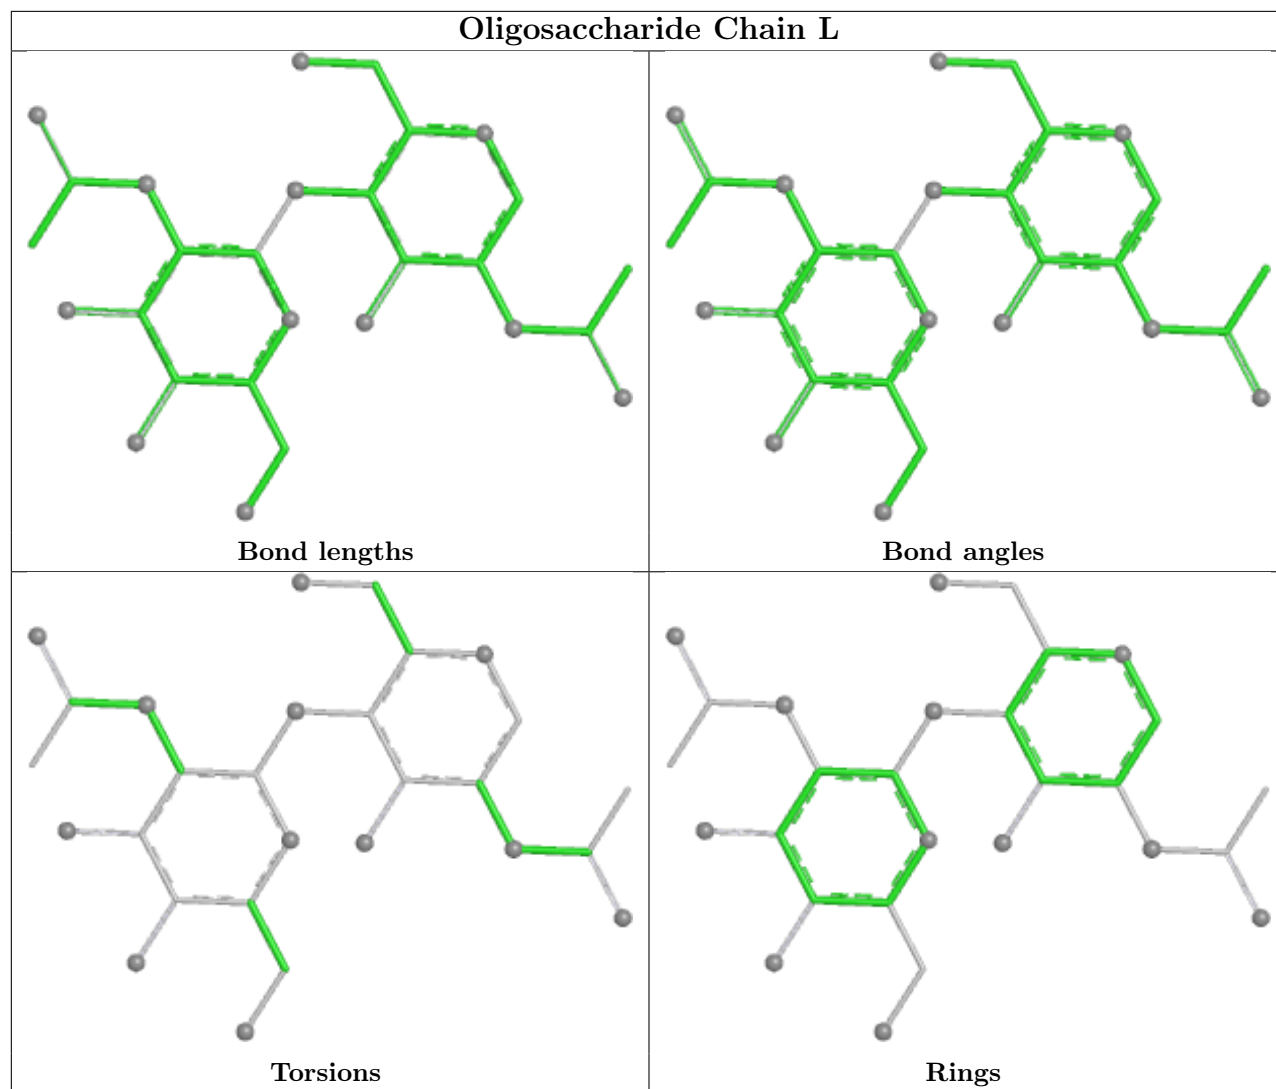 Oligosaccharide Chain L
Bond lengths
Bond angles
Torsions
Rings